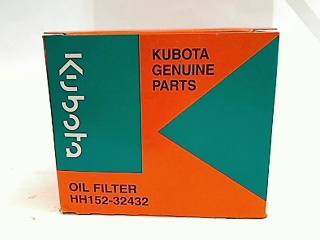 Kubota
KUBOTA
GENUINE
PARTS
OIL FILTER
HH152-32432